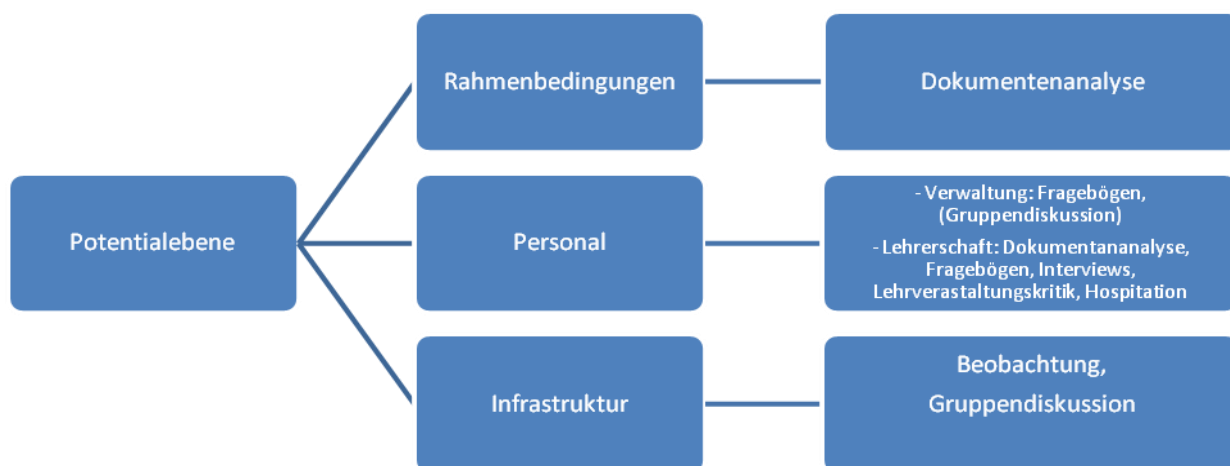 Rahmenbedingungen
Dokumentenanalyse
Potentialebene
Personal
- Verwaltung: Fragebögen,
(Gruppendiskussion)
- Lehrerschaft: Dokumentananalyse,
Fragebögen, Interviews,
Lehrverastaltungskritik, Hospitation
Infrastruktur
Beobachtung,
Gruppendiskussion